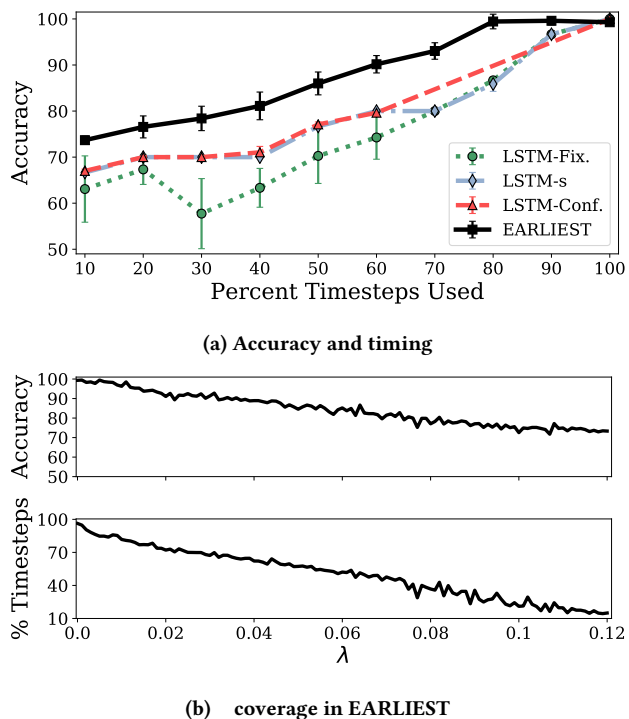 100
90
80
70
60
50
Accuracy
10 20 30 40 50 60 70 80 90 100
Percent Timesteps Used
LSTM-Fix.
LSTM-s
LSTM-Conf.
EARLIEST
(a) Accuracy and timing
100
90
80
70
60
50
Accuracy
100
70
40
10
% Timesteps
0.0 0.02 0.04 0.06 0.08 0.1 0.12
λ
(b) coverage in EARLIEST